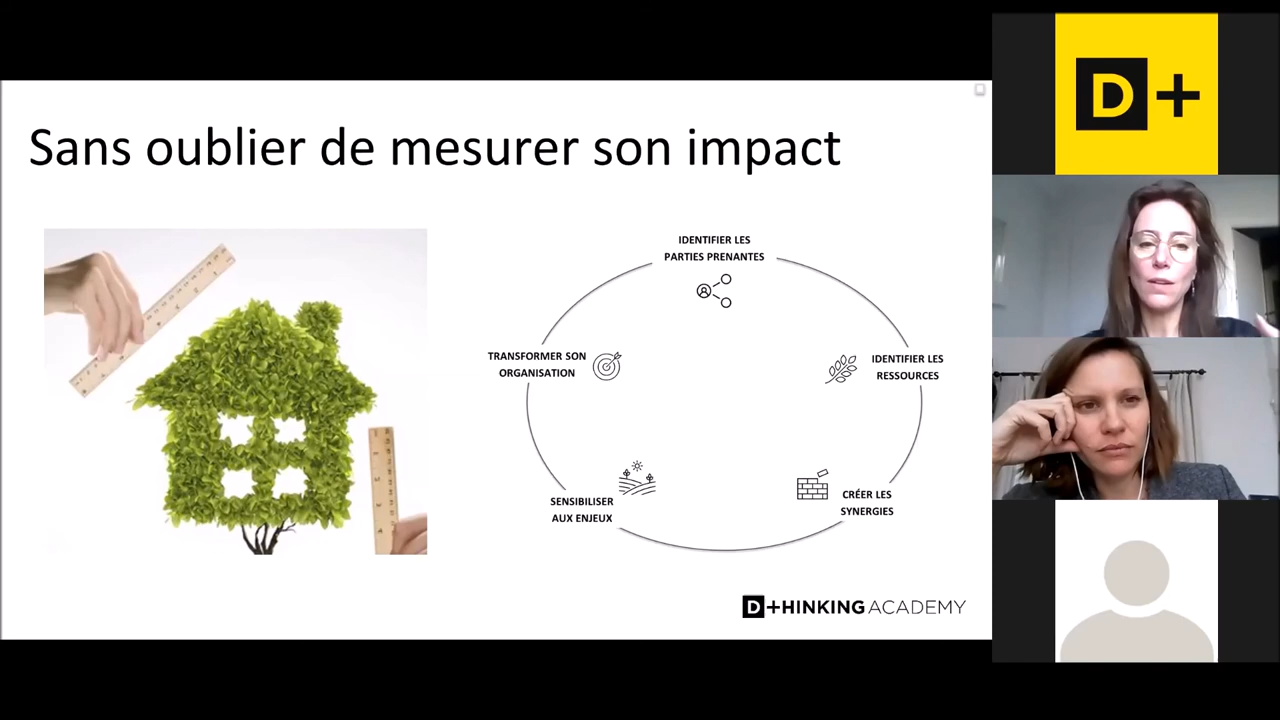 Sans oublier de mesurer son impact
IDENTIFIER LES
PARTIES PRENANTES
IDENTIFIER LES
RESSOURCES
CRÉER LES
SYNERGIES
SENSIBILISER
AUX ENJEUX
TRANSFORMER SON
ORGANISATION
D+HINKING ACADEMY
D+